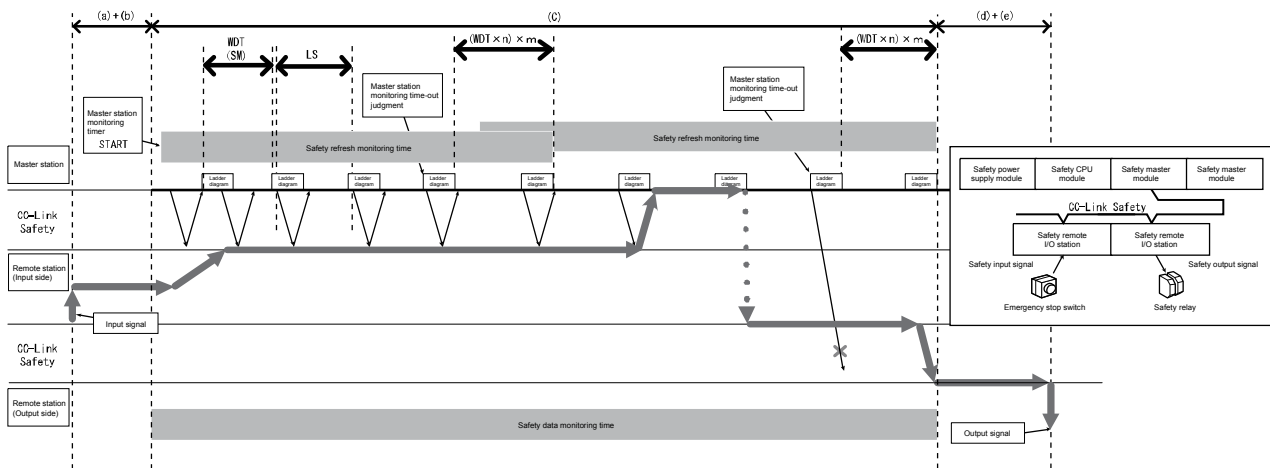 (a)+(b)
(C)
(d)+(e)
WDT
(SM)
LS
(WDT×n)×m
(WDT×n)×m
Master station
monitoring time-out
judgment
Master station
monitoring time-out
judgment
Master station
monitoring
timer
START
Safety refresh monitoring time
Safety refresh monitoring time
Master station
Ladder
diagram
Ladder
diagram
Ladder
diagram
Ladder
diagram
Ladder
diagram
Ladder
diagram
Ladder
diagram
Ladder
diagram
Ladder
diagram
CC-Link
Safety
Remote station
(Input side)
Input signal
CC-Link
Safety
Remote station
(Output side)
Safety data monitoring time
Output signal
Safety power
supply module
Safety CPU
module
Safety master
module
Safety master
module
CC-Link Safety
Safety remote
I/O station
Safety remote
I/O station
Safety input signal
Safety output signal
Emergency stop switch
Safety relay